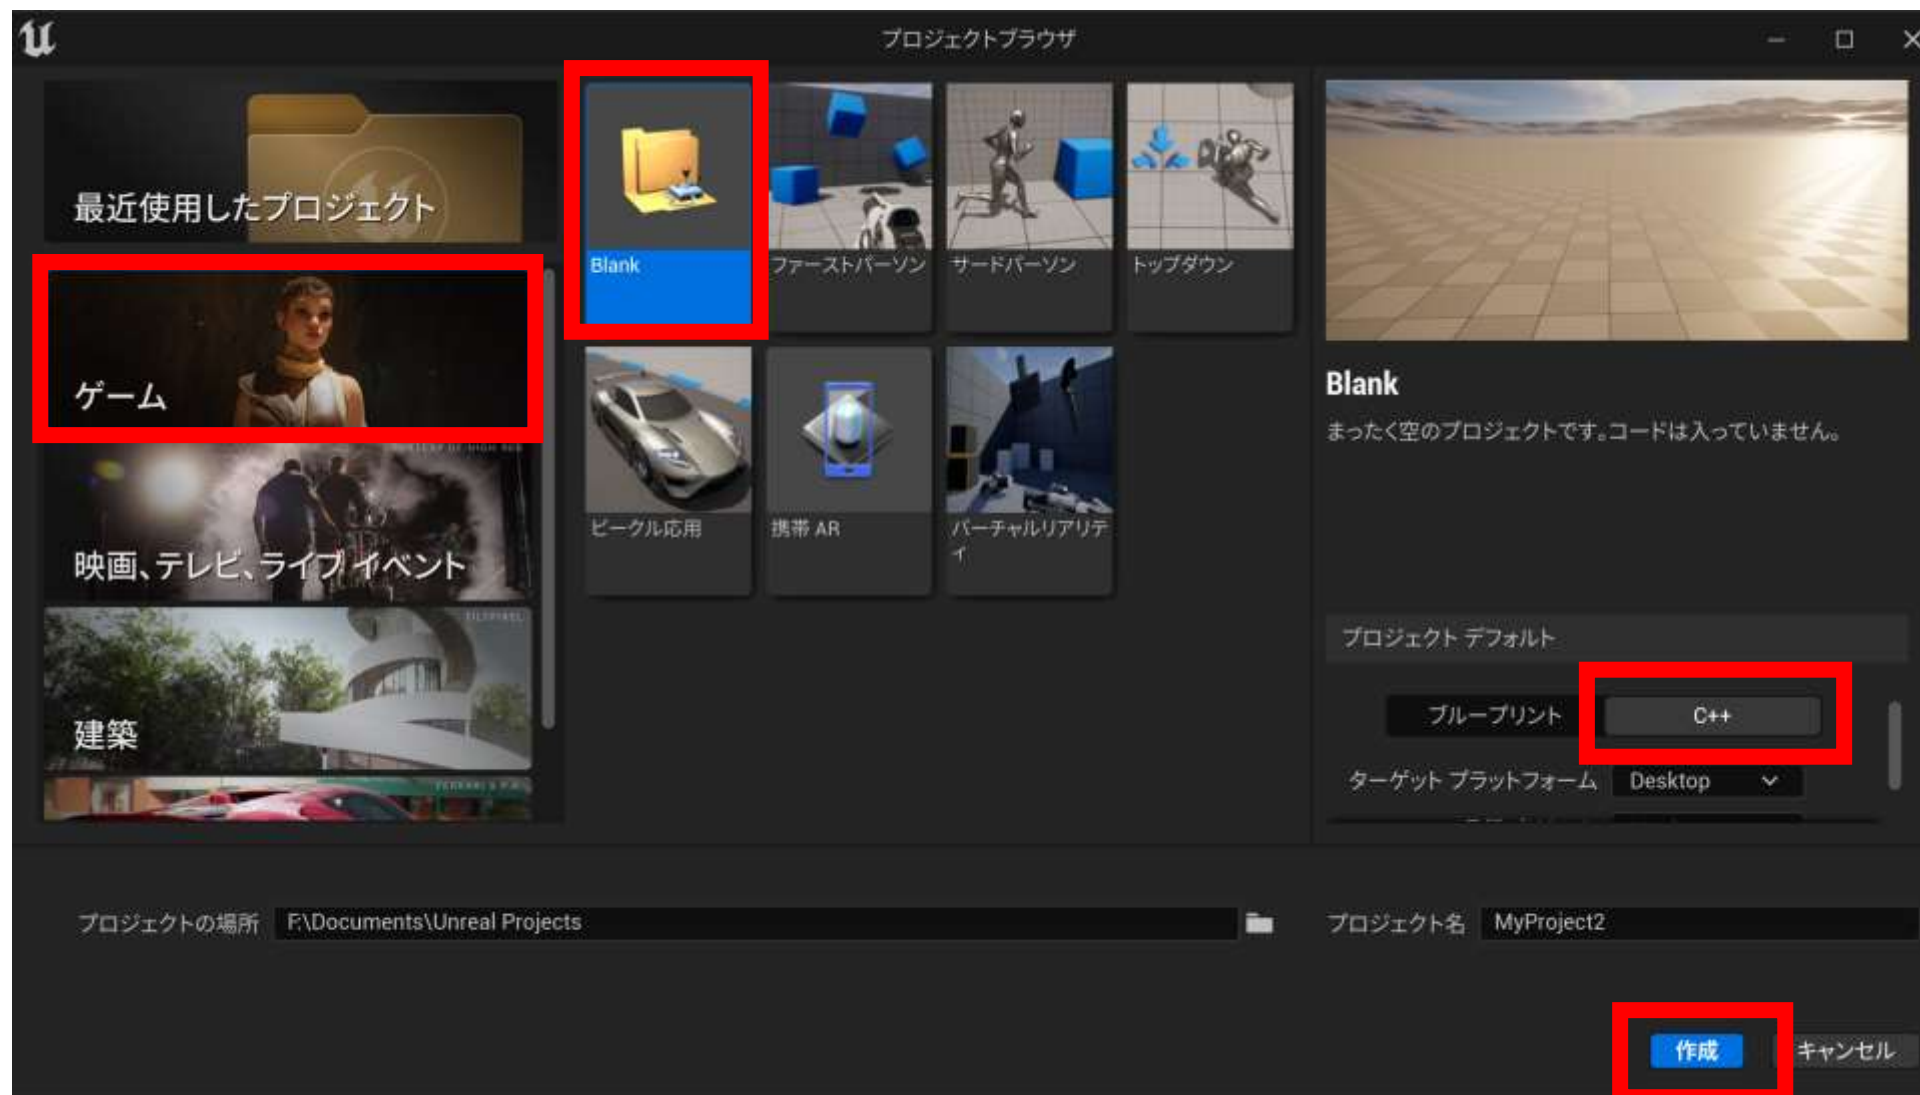 プロジェクトブラウザ
最近使用したプロジェクト
ゲーム
映画、テレビ、ライブ イベント
TILTPIXEL
建築
Blank
ファーストパーソン
サードパーソン
トップダウン
ビークル応用
携帯 AR
バーチャルリアリテ
ィ
Blank
まったく空のプロジェクトです。コードは入っていません。
プロジェクト デフォルト
ブループリント
C++
ターゲット プラットフォーム
Desktop
プロジェクトの場所
F:\Documents\Unreal Projects
プロジェクト名
MyProject2
作成
キャンセル